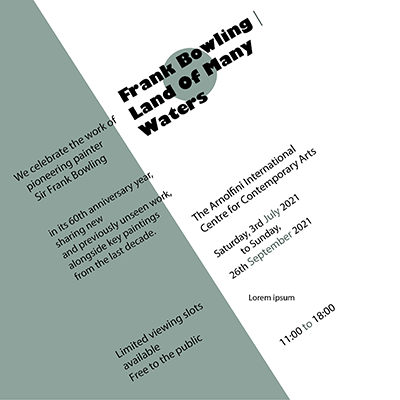 Frank Bowling |
Land Of Many
Waters
We celebrate the work of
pioneering painter
Sir Frank Bowling
in its 60th anniversary year,
sharing new
and previously unseen work,
alongside key paintings
from the last decade.
Limited viewing slots
available
Free to the public
The Arnolfini International
Centre for Contemporary Arts
Saturday, 3rd July 2021
to Sunday,
26th September 2021
Lorem ipsum
11:00 to 18:00